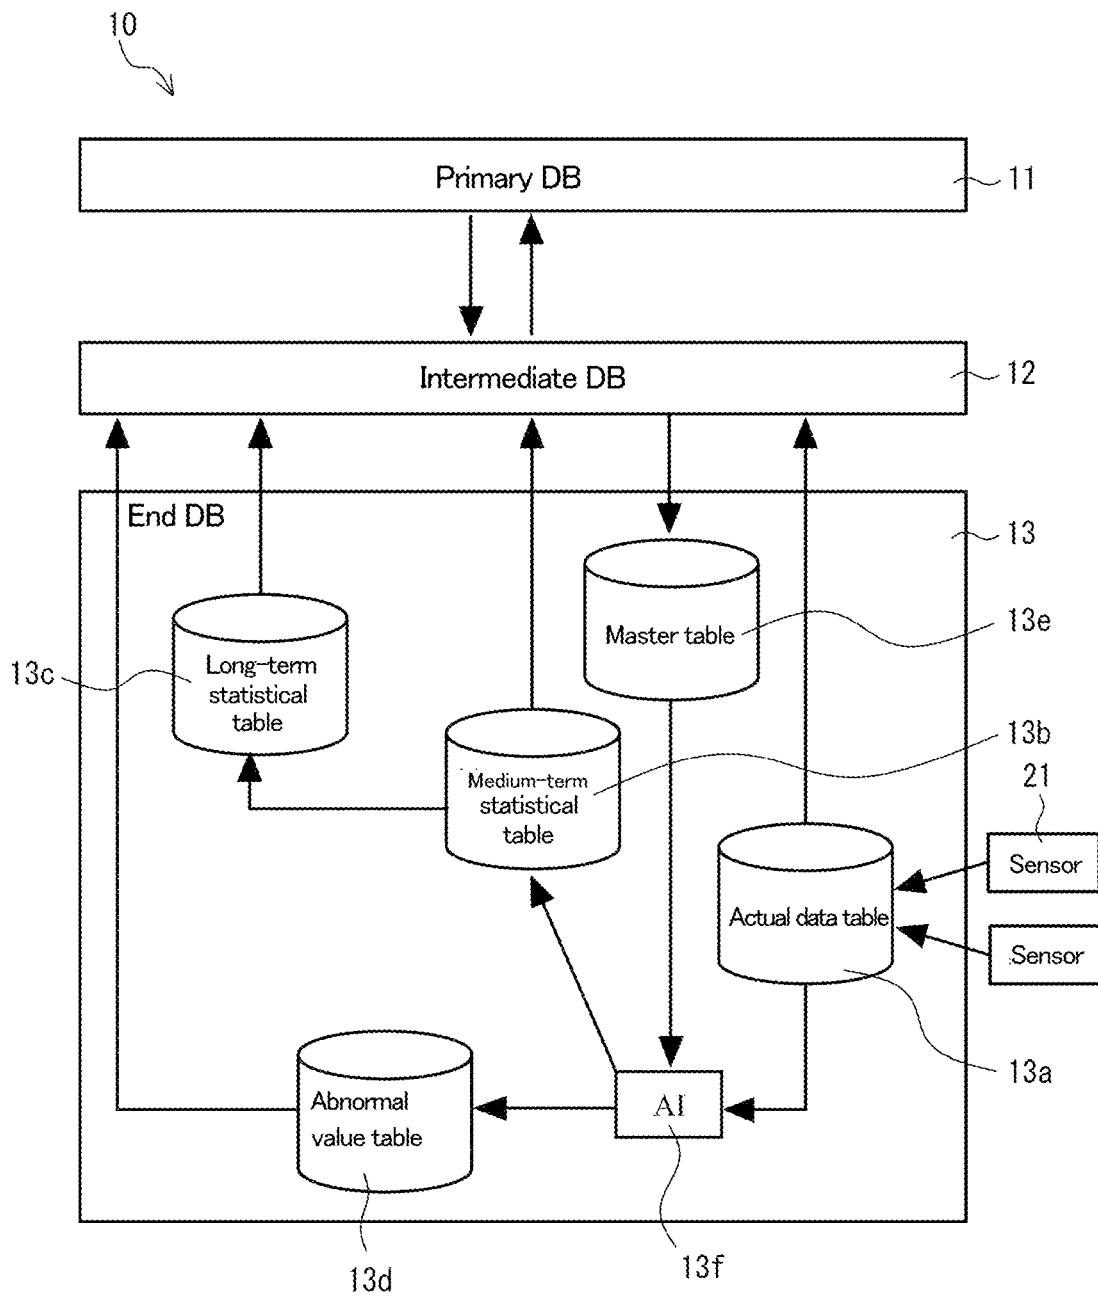 10
Primary DB
11
Intermediate DB
12
End DB
13
Master table
13e
13c
Long-term
statistical
table
13b
Medium-term
statistical
table
21
Sensor
Actual data table
Sensor
13a
Abnormal
value table
AI
13d
13f